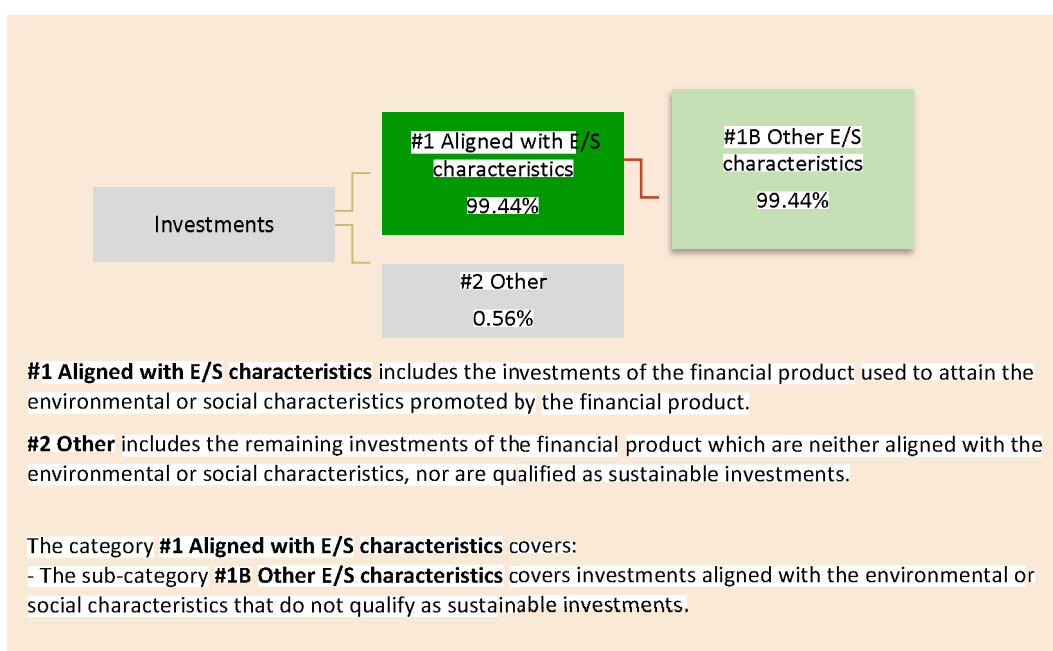 #1 Aligned with E/S
characteristics
99.44%
#1B Other E/S
characteristics
99.44%
Investments
#2 Other
0.56%
#1 Aligned with E/S characteristics includes the investments of the financial product used to attain the
environmental or social characteristics promoted by the financial product.
#2 Other includes the remaining investments of the financial product which are neither aligned with the
environmental or social characteristics, nor are qualified as sustainable investments.
The category #1 Aligned with E/S characteristics covers:
- The sub-category #1B Other E/S characteristics covers investments aligned with the environmental or
social characteristics that do not qualify as sustainable investments.